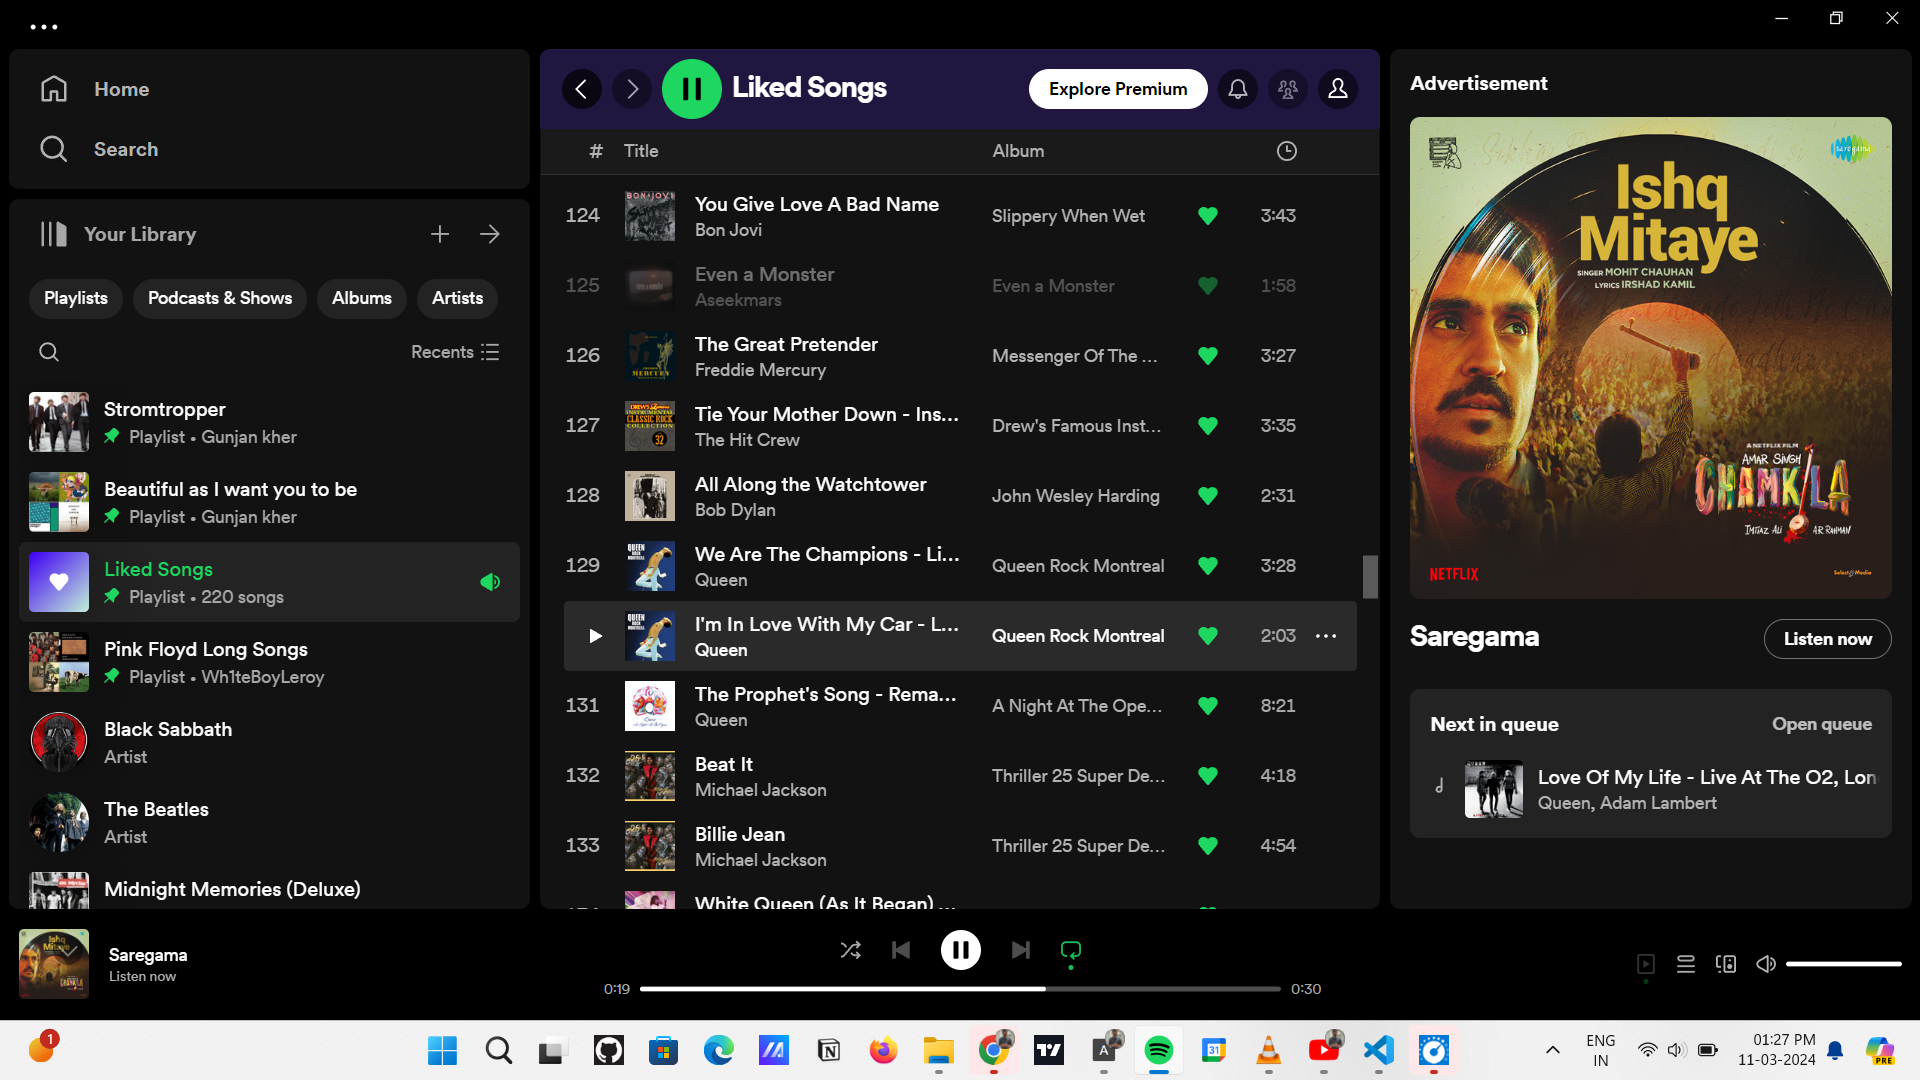 Home
Search
Your Library
Playlists
Podcasts & Shows
Albums
Artists
Recents
Stromtropper
Playlist • Gunjan kher
Beautiful as I want you to be
Playlist • Gunjan kher
Liked Songs
Playlist • 220 songs
Pink Floyd Long Songs
Playlist • Wh1teBoyLeroy
Black Sabbath
Artist
The Beatles
Artist
Midnight Memories (Deluxe)
Liked Songs
Explore Premium
# Title Album
124 You Give Love A Bad Name Slippery When Wet 3:43
Bon Jovi
125 Even a Monster Even a Monster 1:58
Aseekmars
126 The Great Pretender Messenger Of The ... 3:27
Freddie Mercury
127 Tie Your Mother Down - Ins... Drew's Famous Inst... 3:35
The Hit Crew
128 All Along the Watchtower John Wesley Harding 2:31
Bob Dylan
129 We Are The Champions - Li... Queen Rock Montreal 3:28
Queen
I'm In Love With My Car - L... Queen Rock Montreal 2:03
Queen
131 The Prophet's Song - Rema... A Night At The Ope... 8:21
Queen
132 Beat It Thriller 25 Super De... 4:18
Michael Jackson
133 Billie Jean Thriller 25 Super De... 4:54
Michael Jackson
White Queen (As It Began) ...
Advertisement
saregama
Ishq
Mitaye
SINGER MOHIT CHAUHAN
LYRICS IRSHAD KAMIL
A NETFLIX FILM
AMAR SINGH
CHAMKILA
IMTIAZ ALI A.R. RAHMAN
NETFLIX
Select Media
Saregama
Listen now
Next in queue
Open queue
Love Of My Life - Live At The O2, Lon
Queen, Adam Lambert
Saregama
Listen now
0:19
0:30
1
31
A
PRE
ENG
IN
01:27 PM
11-03-2024